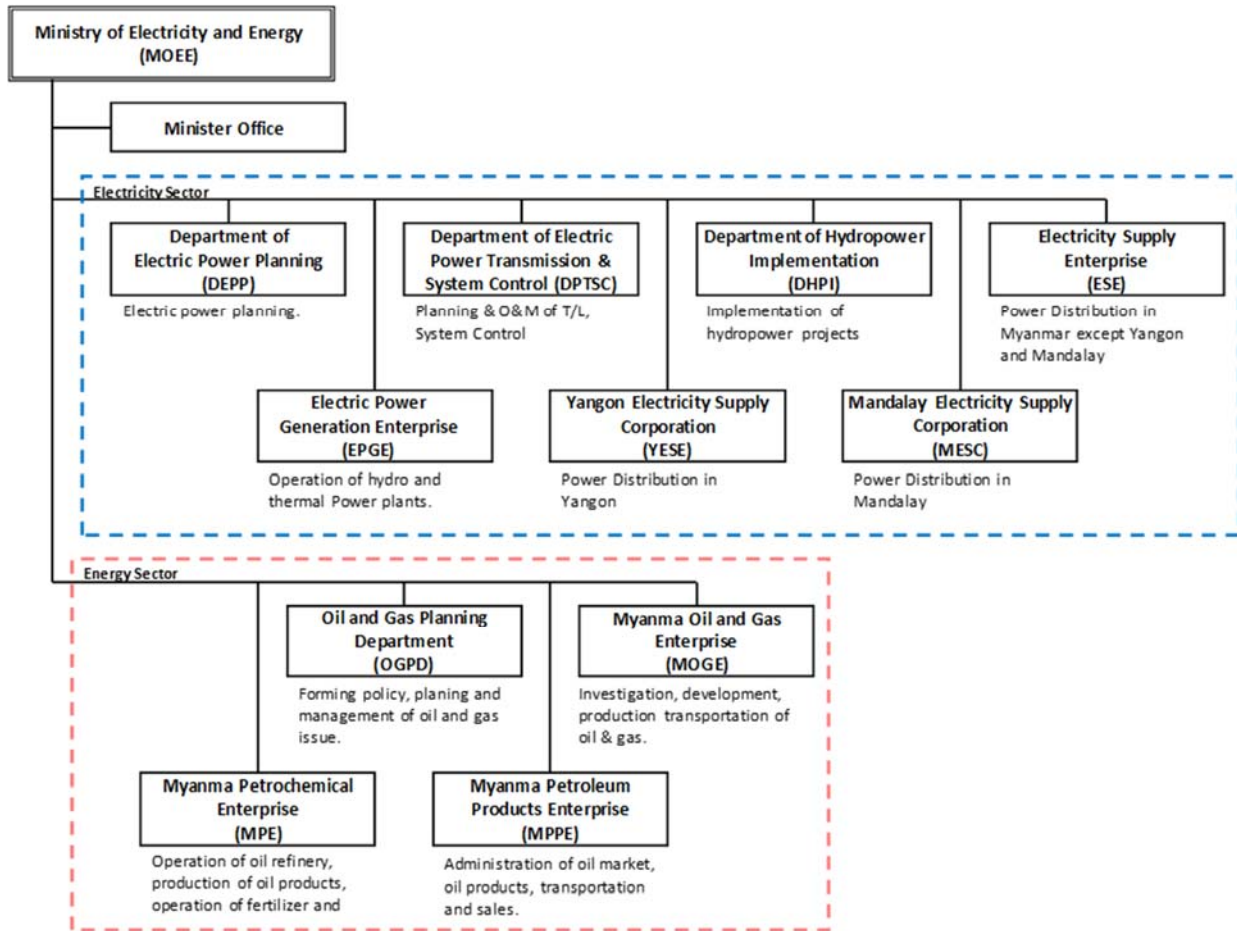 Ministry of Electricity and Energy
(MOEE)
Minister Office
Electricity Sector
Department of
Electric Power Planning
(DEPP)
Electric power planning.
Department of Electric
Power Transmission &
System Control (DPTSC)
Planning & O&M of T/L,
System Control
Department of Hydropower
Implementation
(DHPI)
Implementation of
hydropower projects
Electricity Supply
Enterprise
(ESE)
Power Distribution in
Myanmar except Yangon
and Mandalay
Electric Power
Generation Enterprise
(EPGE)
Operation of hydro and
thermal Power plants.
Yangon Electricity Supply
Corporation
(YESE)
Power Distribution in
Yangon
Mandalay Electricity Supply
Corporation
(MESC)
Power Distribution in
Mandalay
Energy Sector
Oil and Gas Planning
Department
(OGPD)
Forming policy, planing and
management of oil and gas
issue.
Myanma Oil and Gas
Enterprise
(MOGE)
Investigation, development,
production transportation of
oil & gas.
Myanma Petrochemical
Enterprise
(MPE)
Operation of oil refinery,
production of oil products,
operation of fertilizer and
Myanma Petroleum
Products Enterprise
(MPPE)
Administration of oil market,
oil products, transportation
and sales.